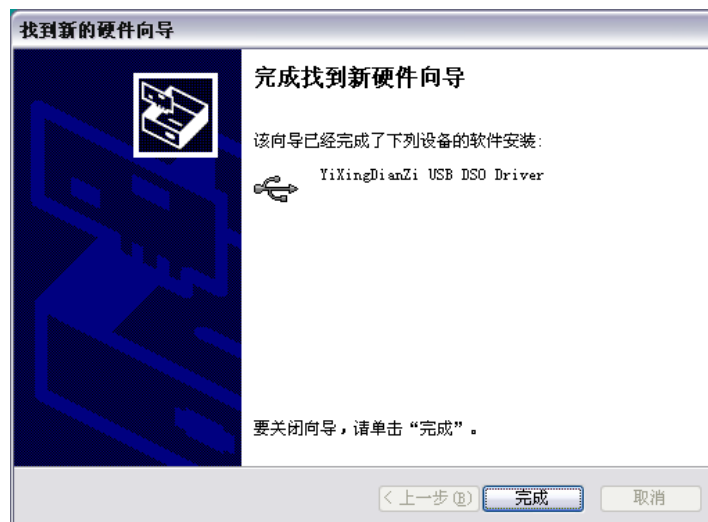 找到新的硬件向导
完成找到新硬件向导
该向导已经完成了下列设备的软件安装:
YiXingDianZi USB DSO Driver
要关闭向导，请单击“完成”。
< 上一步(B)
完成
取消